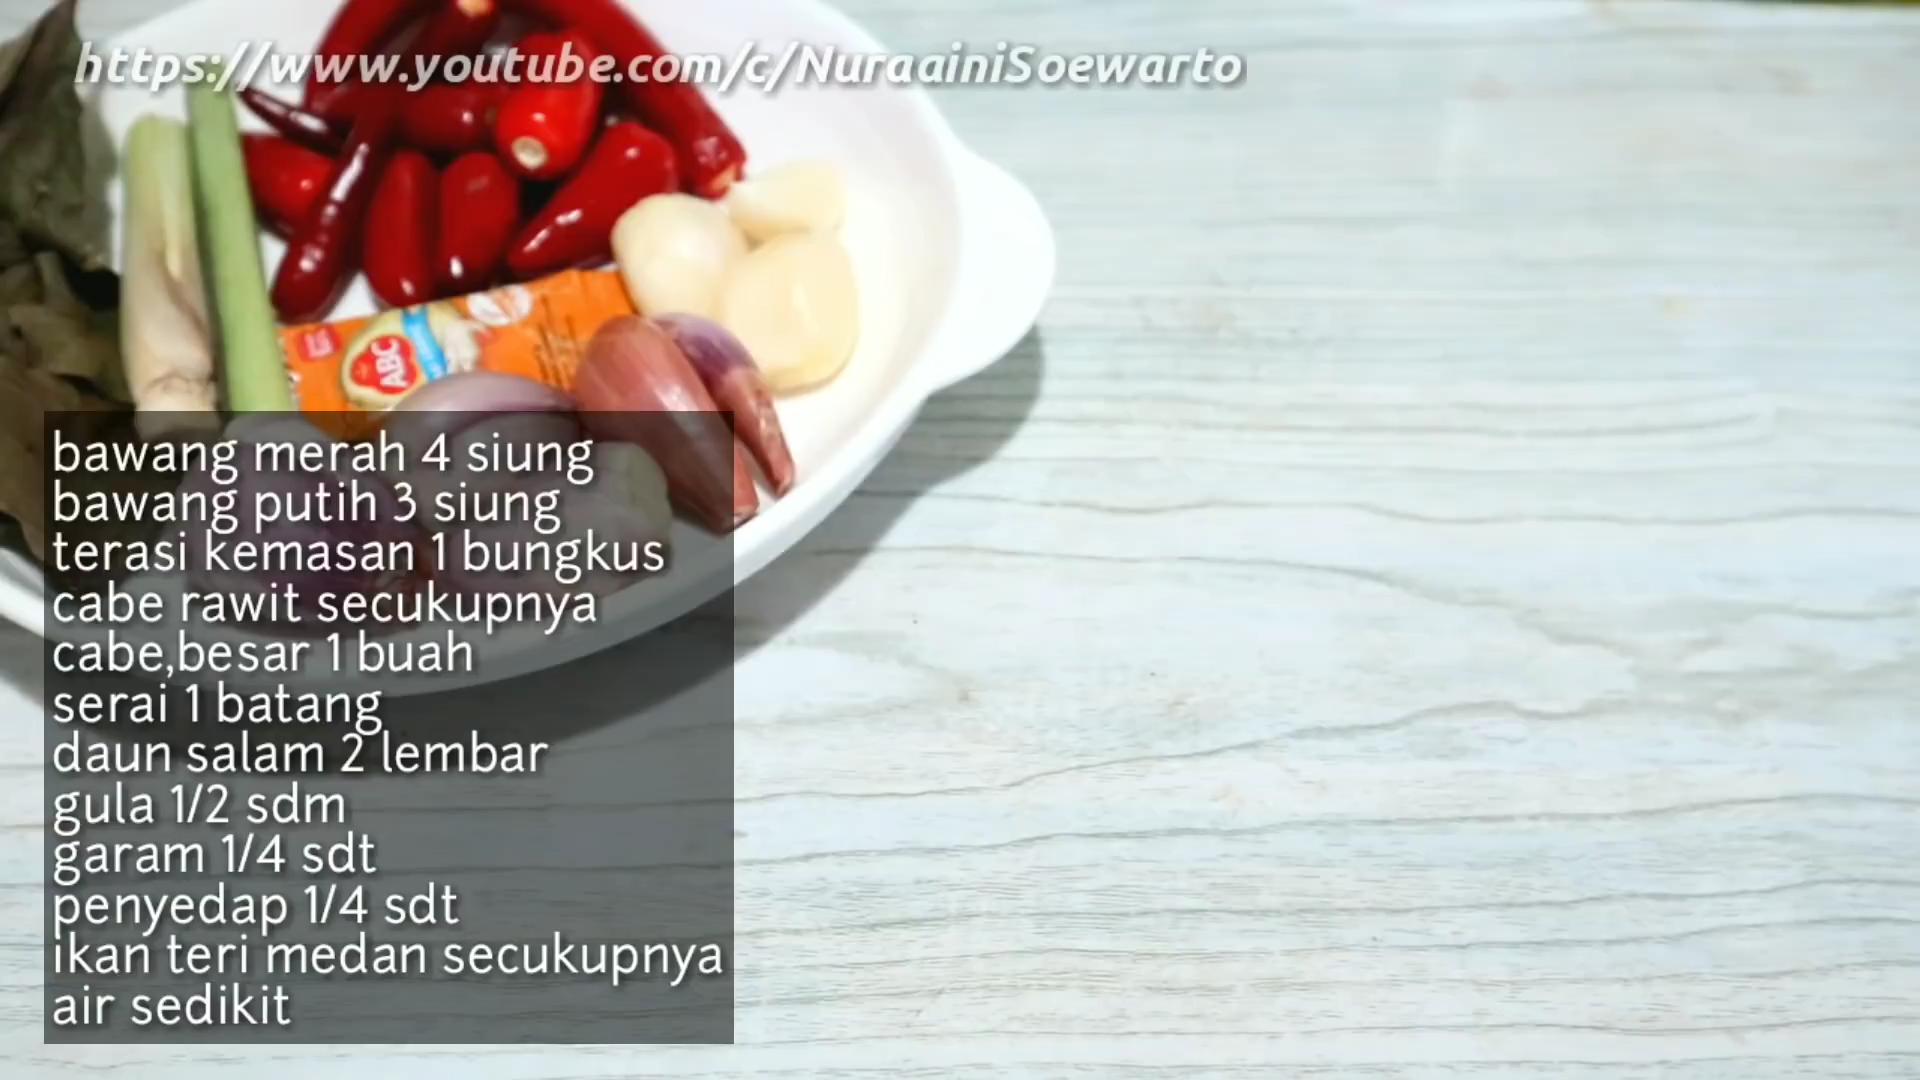 https://www.youtube.com/c/NuraainiSoewarto
ABC
bawang merah 4 siung
bawang putih 3 siung
terasi kemasan 1 bungkus
cabe rawit secukupnya
cabe,besar 1 buah
serai 1 batang
daun salam 2 lembar
gula 1/2 sdm
garam 1/4 sdt
penyedap 1/4 sdt
ikan teri medan secukupnya
air sedikit